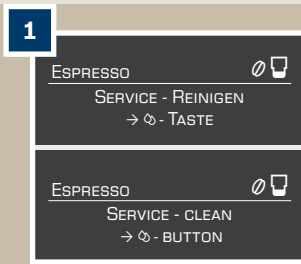 1
Espresso
Service - Reinigen
→ - Taste
Espresso
Service - clean
→ - button